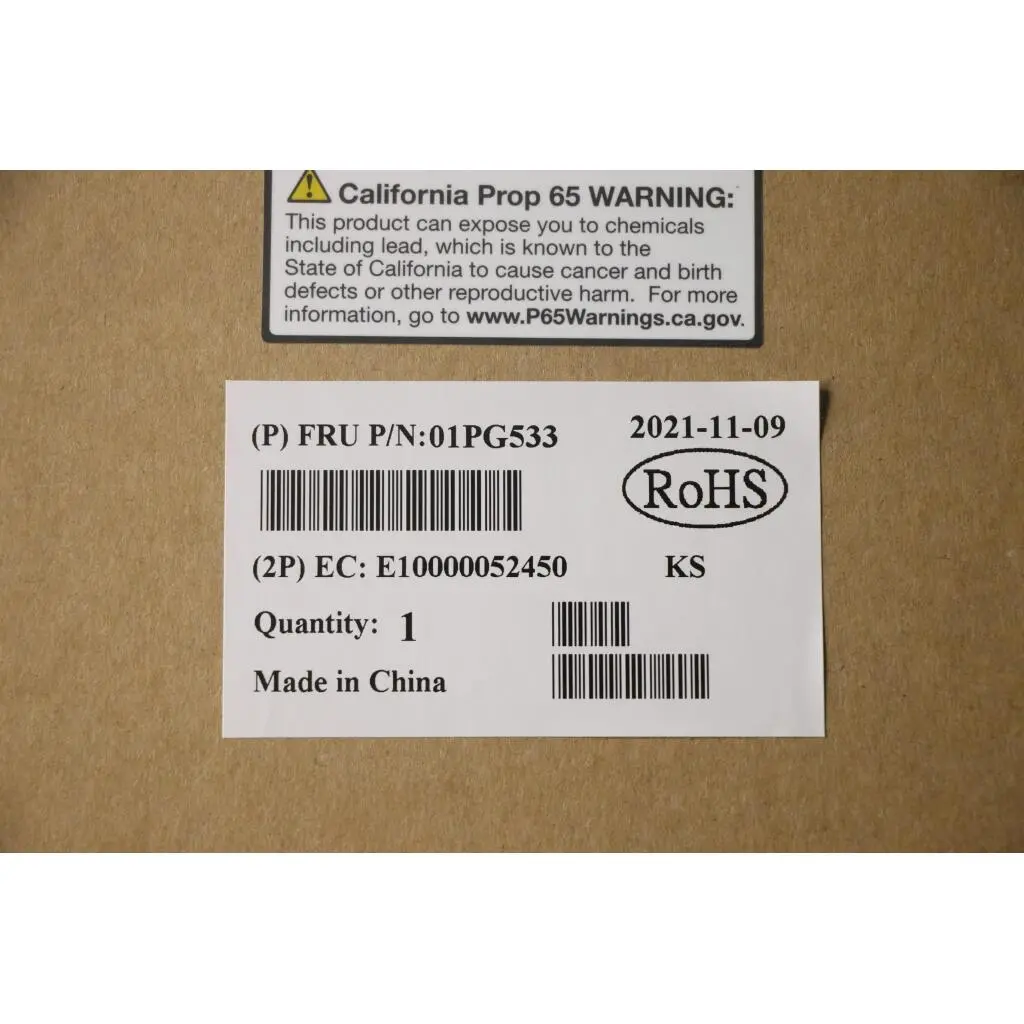 California Prop 65 WARNING:
This product can expose you to chemicals
including lead, which is known to the
State of California to cause cancer and birth
defects or other reproductive harm. For more
information, go to www.P65Warnings.ca.gov.
(P) FRU P/N:01PG533
2021-11-09
RoHS
(2P) EC: E10000052450
KS
Quantity: 1
Made in China